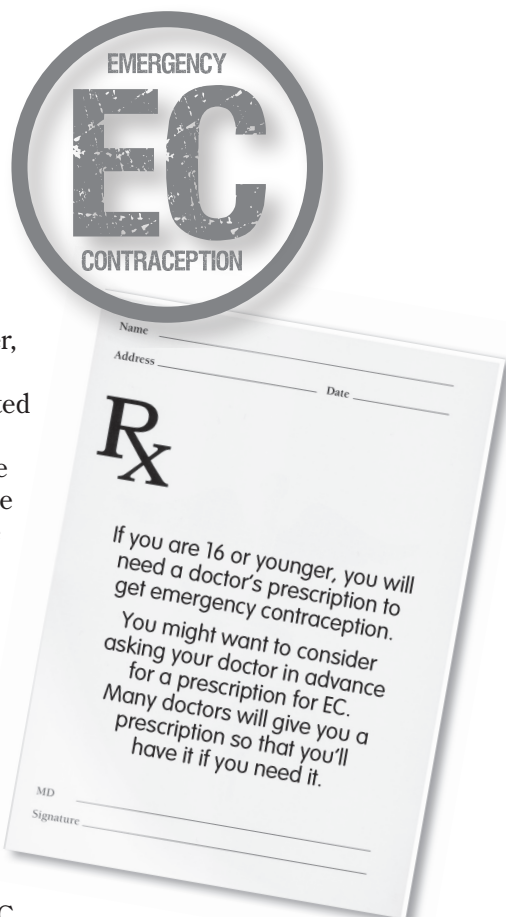 EMERGENCY
EC
CONTRACEPTION
Name
Address
Date
Rx
If you are 16 or younger, you will
need a doctor's prescription to
get emergency contraception.
You might want to consider
asking your doctor in advance
for a prescription for EC.
Many doctors will give you a
prescription so that you'll
have it if you need it.
MD
Signature